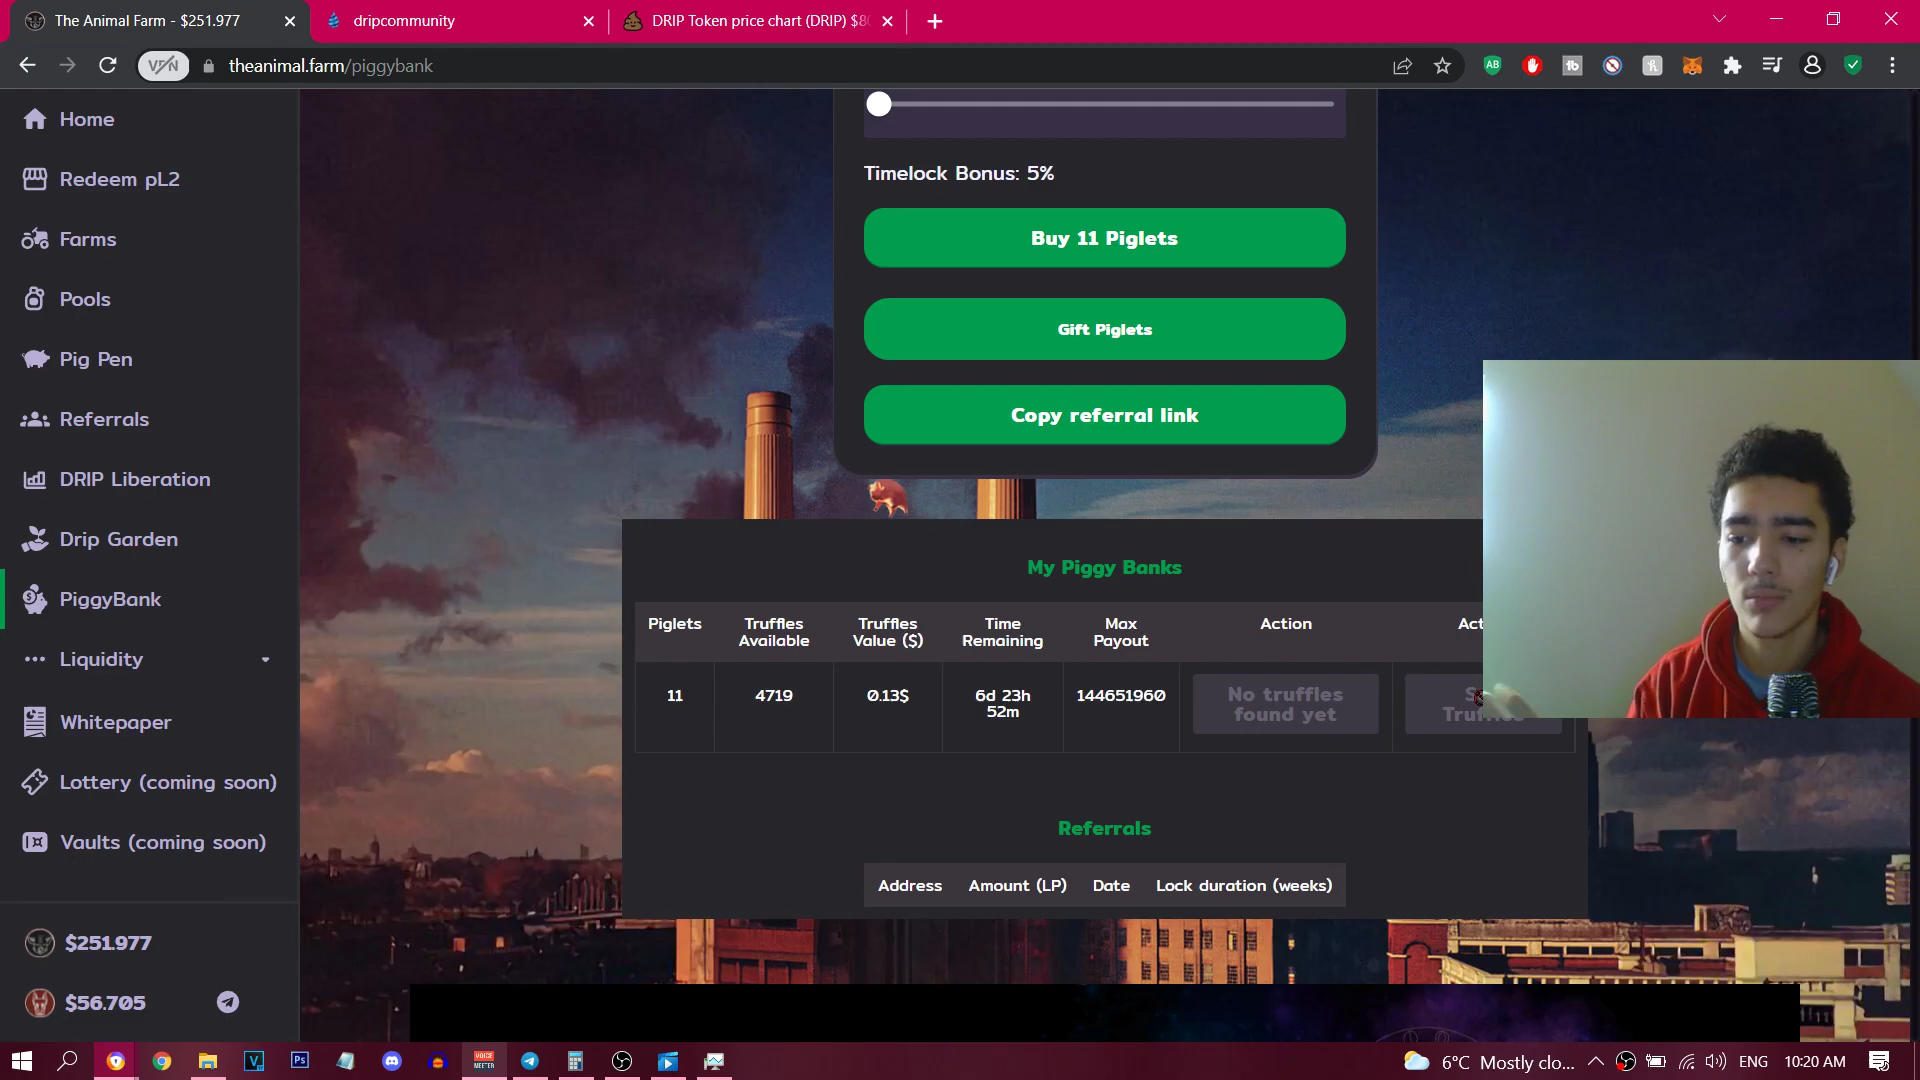 The Animal Farm - $251.977
dripcommunity
DRIP Token price chart (DRIP)
theanimal.farm/piggybank
Home
Redeem pL2
Farms
Pools
Pig Pen
Referrals
DRIP Liberation
Drip Garden
PiggyBank
Liquidity
Whitepaper
Lottery (coming soon)
Vaults (coming soon)
$251.977
$56.705
Timelock Bonus: 5%
Buy 11 Piglets
Gift Piglets
Copy referral link
My Piggy Banks
Piglets
Truffles
Available
Truffles
Value ($)
Time
Remaining
Max
Payout
Action
11
4719
0.13$
6d 23h
52m
144651960
No truffles
found yet
Referrals
Address
Amount (LP)
Date
Lock duration (weeks)
6°C Mostly clo...
ENG
10:20 AM